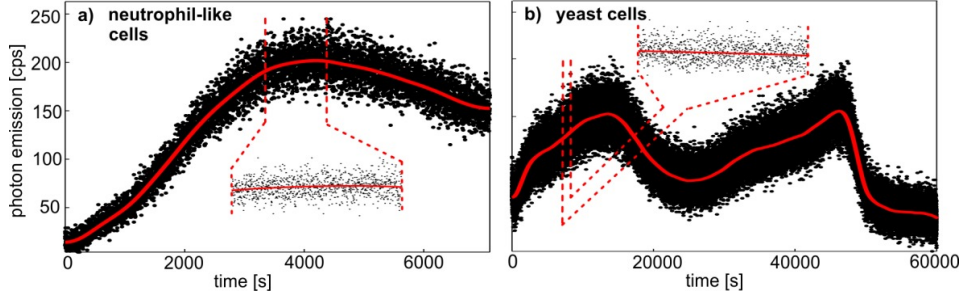 a) neutrophil-like
cells
b) yeast cells
photon emission [cps]
250
200
150
100
50
0 2000 4000 6000
time [s]
0 20000 40000 60000
time [s]